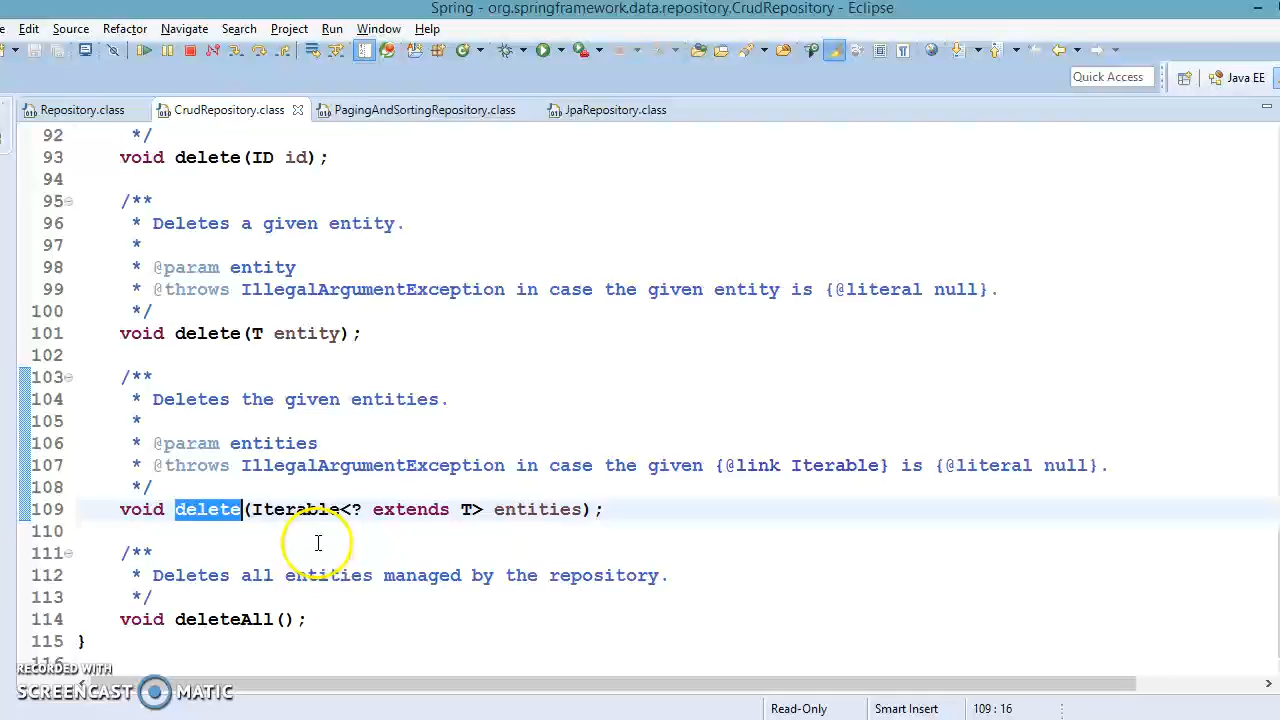 Spring - org.springframework.data.repository.CrudRepository - Eclipse
Edit Source Refactor Navigate Search Project Run Window Help
Quick Access Java EE
Repository.class CrudRepository.class PagingAndSortingRepository.class JpaRepository.class
92 */
93 void delete(ID id);
94
95 /**
96 * Deletes a given entity.
97 *
98 * @param entity
99 * @throws IllegalArgumentException in case the given entity is {@literal null}.
100 */
101 void delete(T entity);
102
103 /**
104 * Deletes the given entities.
105 *
106 * @param entities
107 * @throws IllegalArgumentException in case the given {@link Iterable} is {@literal null}.
108 */
109 void delete(Iterable<? extends T> entities);
110
111 /**
112 * Deletes all entities managed by the repository.
113 */
114 void deleteAll();
115 }
116
RECORDED WITH
SCREENCAST MATIC
Read-Only Smart Insert 109 : 16